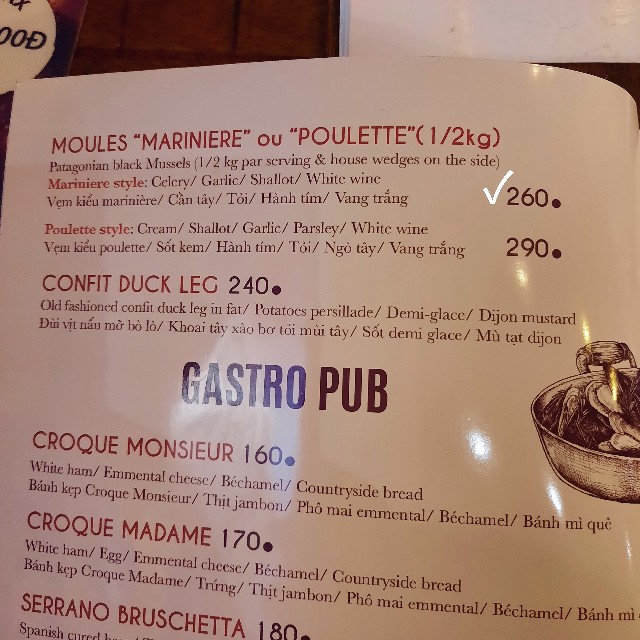 00Đ
MOULES "MARINIERE" ou "POULETTE"(1/2kg)
Patagonian black Mussels (1/2 kg par serving & house wedges on the side)
Mariniere style: Celery/ Garlic/ Shallot/ White wine
Vẹm kiểu marinière/ Cần tây/ Tỏi/ Hành tím/ Vang trắng
260.
Poulette style: Cream/ Shallot/ Garlic/ Parsley/ White wine
Vẹm kiểu poulette/ Sốt kem/ Hành tím/ Tỏi/ Ngò tây/ Vang trắng
290.
CONFIT DUCK LEG 240.
Old fashioned confit duck leg in fat/ Potatoes persillade/ Demi-glace/ Dijon mustard
Đùi vịt nấu mỡ bỏ lò/ Khoai tây xào bơ tỏi mùi tây/ Sốt demi glace/ Mù tạt dijon
GASTRO PUB
CROQUE MONSIEUR 160.
White ham/ Emmental cheese/ Béchamel/ Countryside bread
Bánh kẹp Croque Monsieur/ Thịt jambon/ Phô mai emmental/ Béchamel/ Bánh mì quê
CROQUE MADAME 170.
White ham/ Egg/ Emmental cheese/ Béchamel/ Countryside bread
Bánh kẹp Croque Madame/ Trứng/ Thịt jambon/ Phô mai emmental/ Béchamel/ Bánh m
SERRANO BRUSCHETTA 180.
Spanish cured